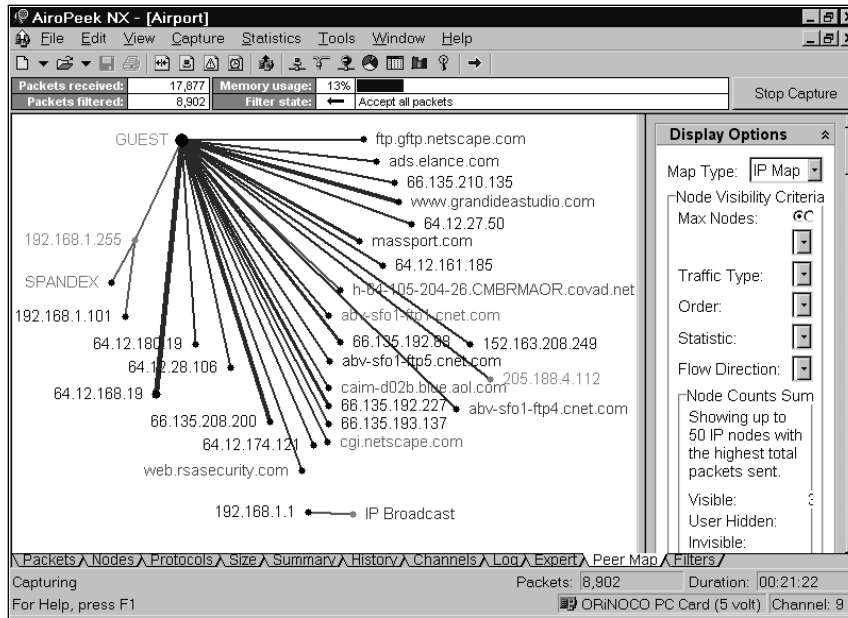 AiroPeek NX - [Airport]
File Edit View Capture Statistics Tools Window Help
Packets received: 17,877 Memory usage: 13%
Packets filtered: 8,902 Filter state: Accept all packets
Stop Capture
GUEST
ftp.gftp.netscape.com
ads.elance.com
66.135.210.135
www.grandideastudio.com
64.12.27.50
192.168.1.255
massport.com
64.12.161.185
SPANDEX
h-64-105-204-26.CMBRMAOR.covad.net
192.168.1.101
abv-sfo1-ftp1.cnet.com
64.12.180.19
66.135.192.88
152.163.208.249
64.12.28.106
abv-sfo1-ftp5.cnet.com
205.188.4.112
64.12.168.19
caim-d02b.blue.aol.com
66.135.192.227
abv-sfo1-ftp4.cnet.com
66.135.208.200
66.135.193.137
64.12.174.121
cgi.netscape.com
web.rsasecurity.com
192.168.1.1
IP Broadcast
Display Options
Map Type: IP Map
Node Visibility Criteria
Max Nodes:
Traffic Type:
Order:
Statistic:
Flow Direction:
Node Counts Sum
Showing up to
50 IP nodes with
the highest total
packets sent.
Visible:
User Hidden:
Invisible:
Packets Nodes Protocols Size Summary History Channels Log Expert Peer Map Filters
Capturing Packets: 8,902 Duration: 00:21:22
For Help, press F1 ORiNOCO PC Card (5 volt) Channel: 9